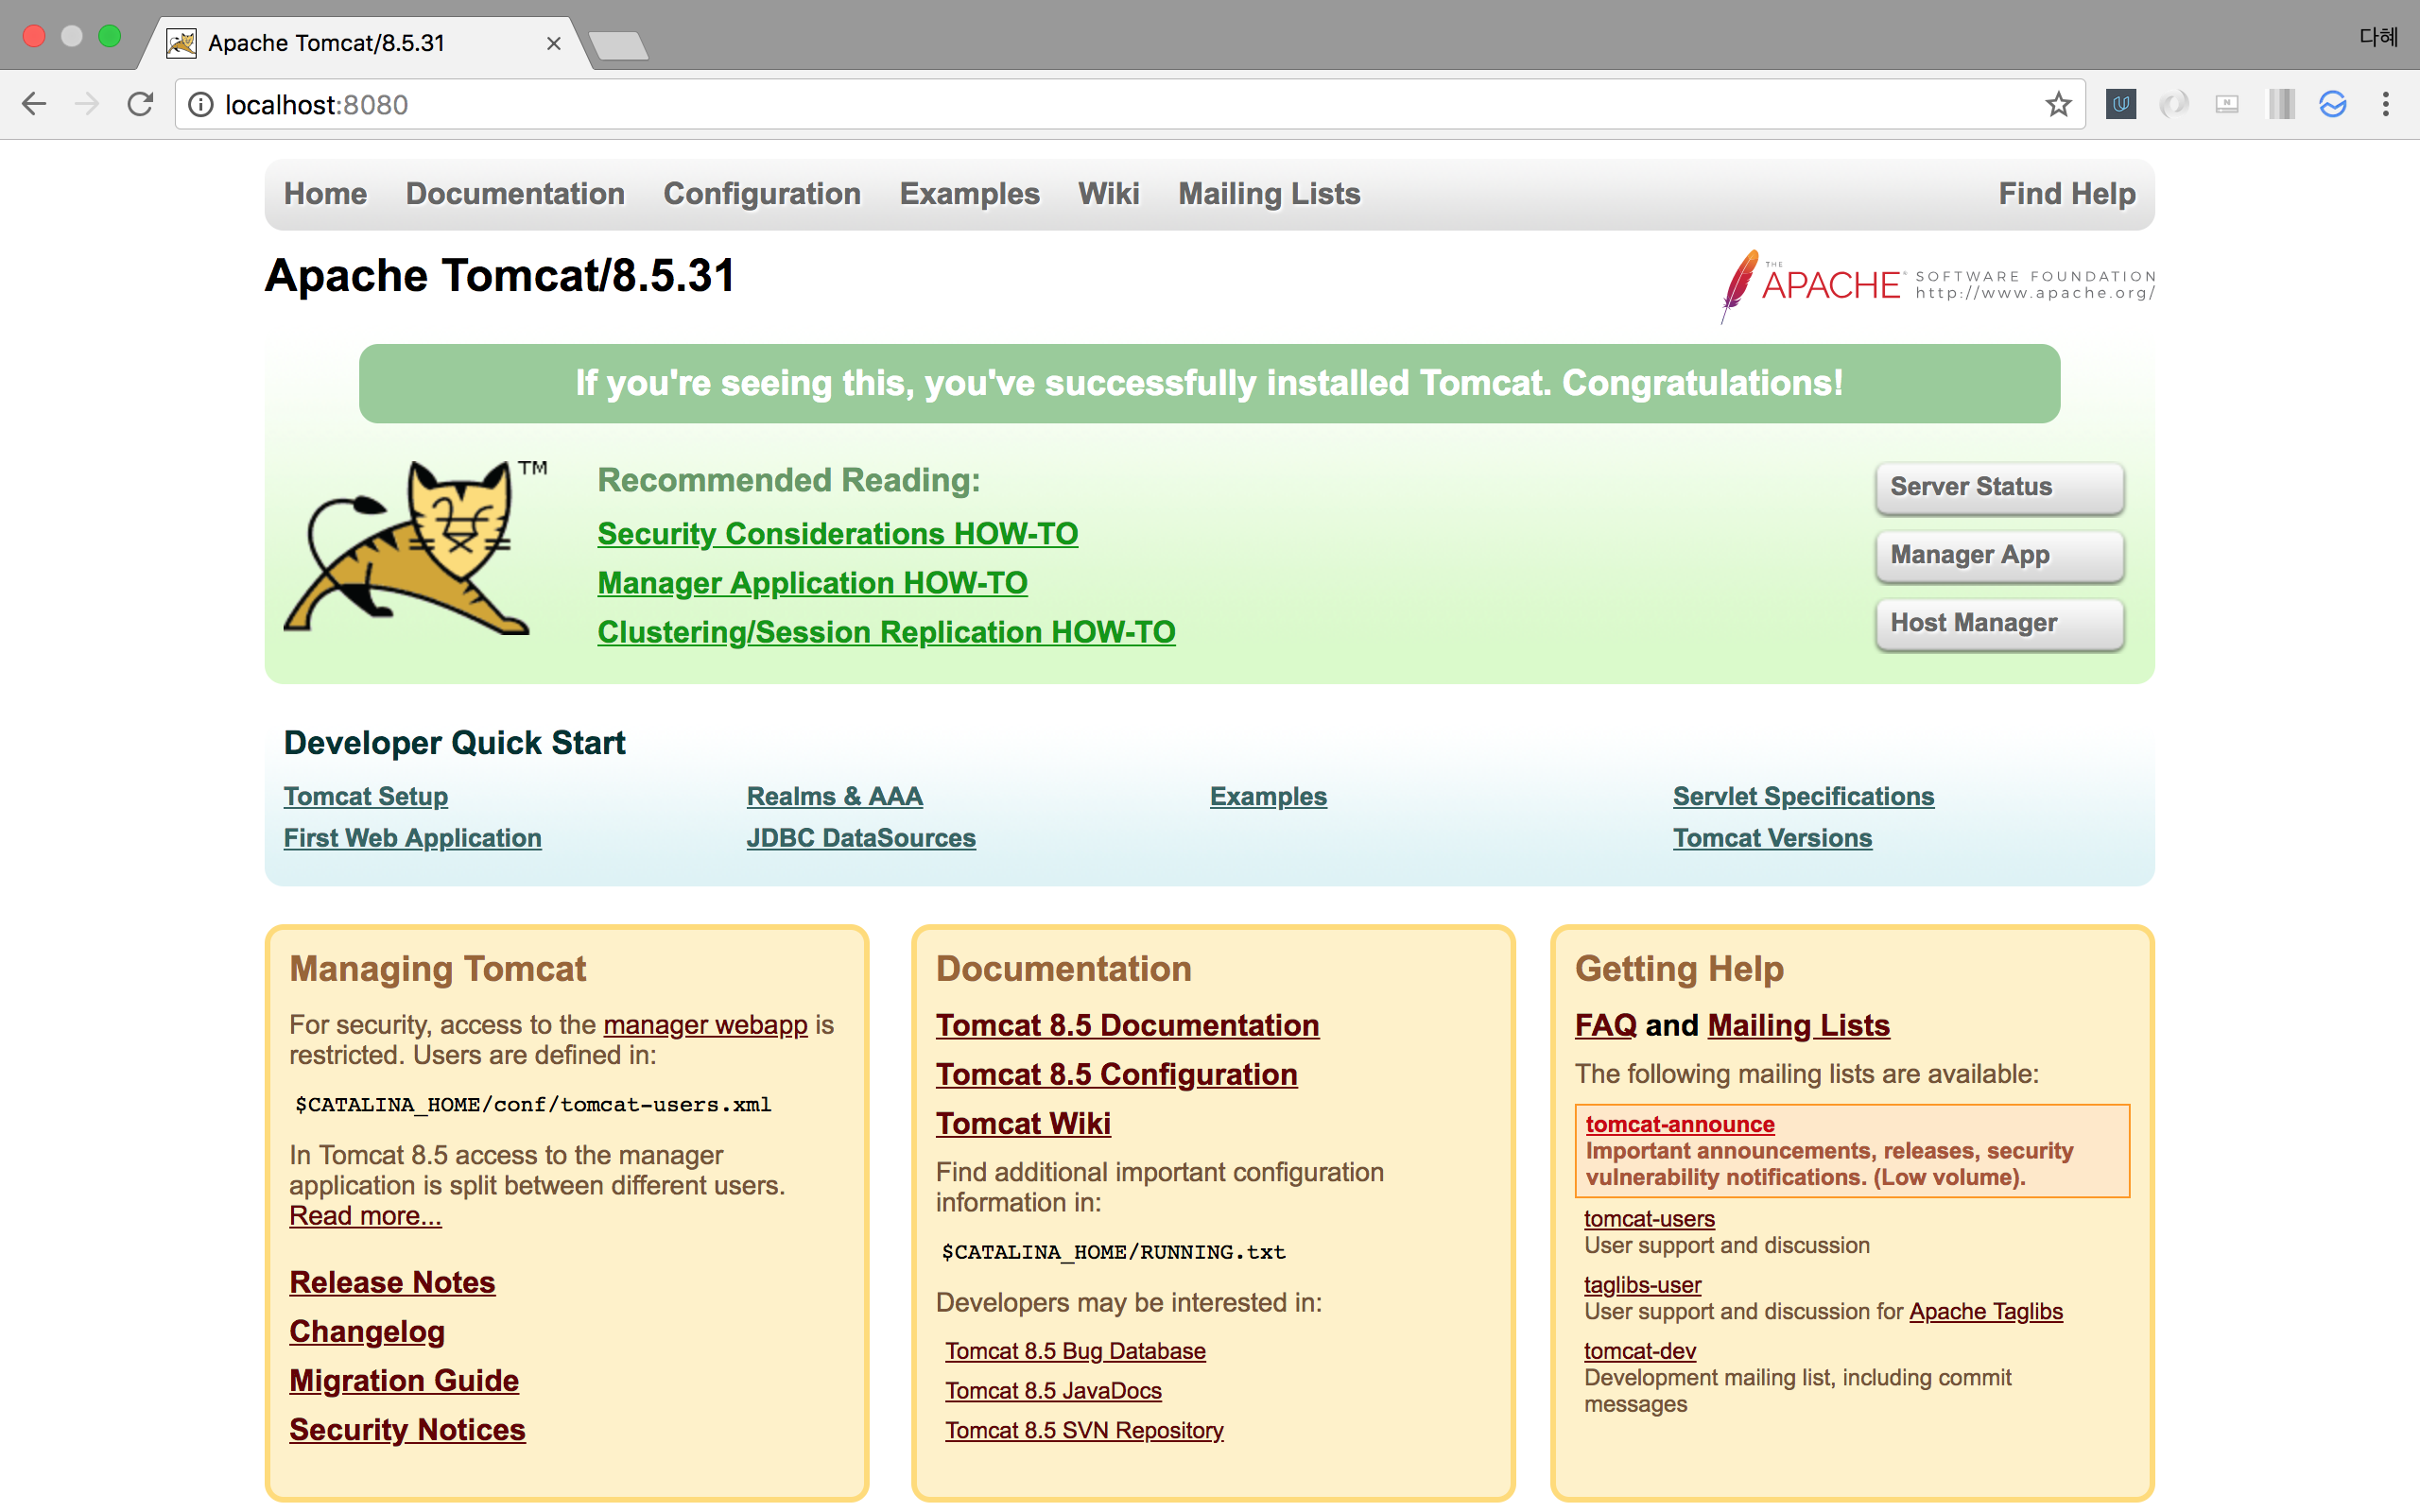 Apache Tomcat/8.5.31
다혜
localhost:8080
Home Documentation Configuration Examples Wiki Mailing Lists Find Help
Apache Tomcat/8.5.31
THE APACHE® SOFTWARE FOUNDATION
http://www.apache.org/
If you're seeing this, you've successfully installed Tomcat. Congratulations!
TM
Recommended Reading:
Security Considerations HOW-TO
Manager Application HOW-TO
Clustering/Session Replication HOW-TO
Server Status
Manager App
Host Manager
Developer Quick Start
Tomcat Setup
First Web Application
Realms & AAA
JDBC DataSources
Examples
Servlet Specifications
Tomcat Versions
Managing Tomcat
For security, access to the manager webapp is
restricted. Users are defined in:
$CATALINA_HOME/conf/tomcat-users.xml
In Tomcat 8.5 access to the manager
application is split between different users.
Read more...
Release Notes
Changelog
Migration Guide
Security Notices
Documentation
Tomcat 8.5 Documentation
Tomcat 8.5 Configuration
Tomcat Wiki
Find additional important configuration
information in:
$CATALINA_HOME/RUNNING.txt
Developers may be interested in:
Tomcat 8.5 Bug Database
Tomcat 8.5 JavaDocs
Tomcat 8.5 SVN Repository
Getting Help
FAQ and Mailing Lists
The following mailing lists are available:
tomcat-announce
Important announcements, releases, security
vulnerability notifications. (Low volume).
tomcat-users
User support and discussion
taglibs-user
User support and discussion for Apache Taglibs
tomcat-dev
Development mailing list, including commit
messages